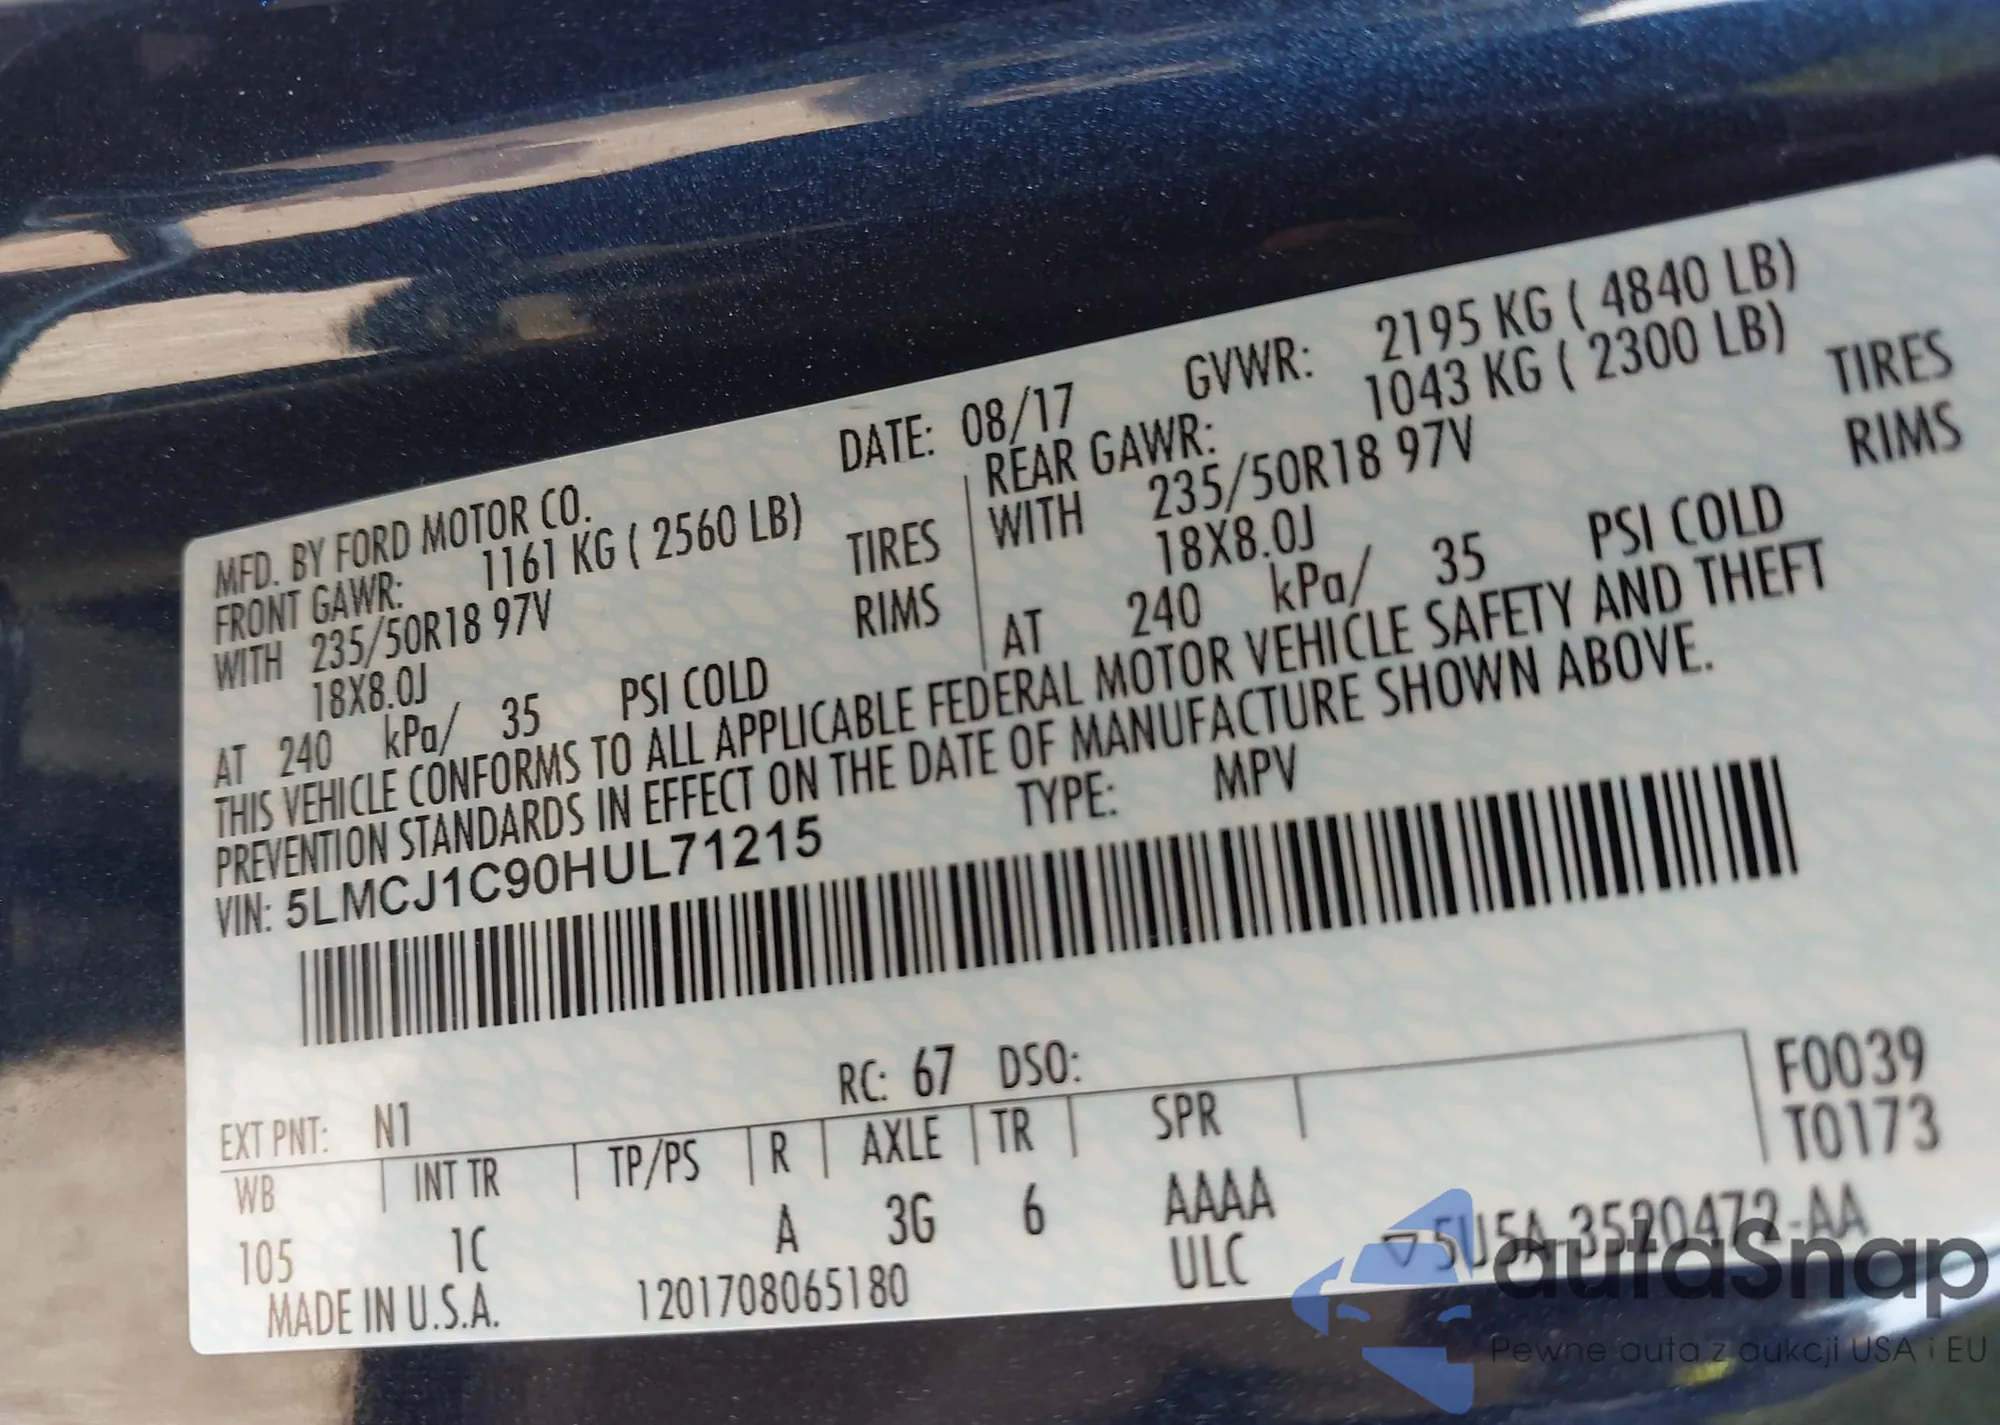 MFD. BY FORD MOTOR CO.
DATE: 08/17
GVWR: 2195 KG ( 4840 LB)
FRONT GAWR: 1161 KG ( 2560 LB)
WITH 235/50R18 97V TIRES
18X8.0J RIMS
AT 240 kPa/ 35 PSI COLD
REAR GAWR: 1043 KG ( 2300 LB)
WITH 235/50R18 97V TIRES
18X8.0J RIMS
AT 240 kPa/ 35 PSI COLD
THIS VEHICLE CONFORMS TO ALL APPLICABLE FEDERAL MOTOR VEHICLE SAFETY AND THEFT
PREVENTION STANDARDS IN EFFECT ON THE DATE OF MANUFACTURE SHOWN ABOVE.
VIN: 5LMCJ1C90HUL71215
TYPE: MPV
EXT PNT: N1 RC: 67 DSO:
F0039
T0173
WB INT TR TP/PS R AXLE TR SPR
105 1C A 3G 6 AAAA
ULC
MADE IN U.S.A. 1201708065180
▽ 5U5A-3520472-AA
autaSnap
Pewne auta z aukcji USA i EU